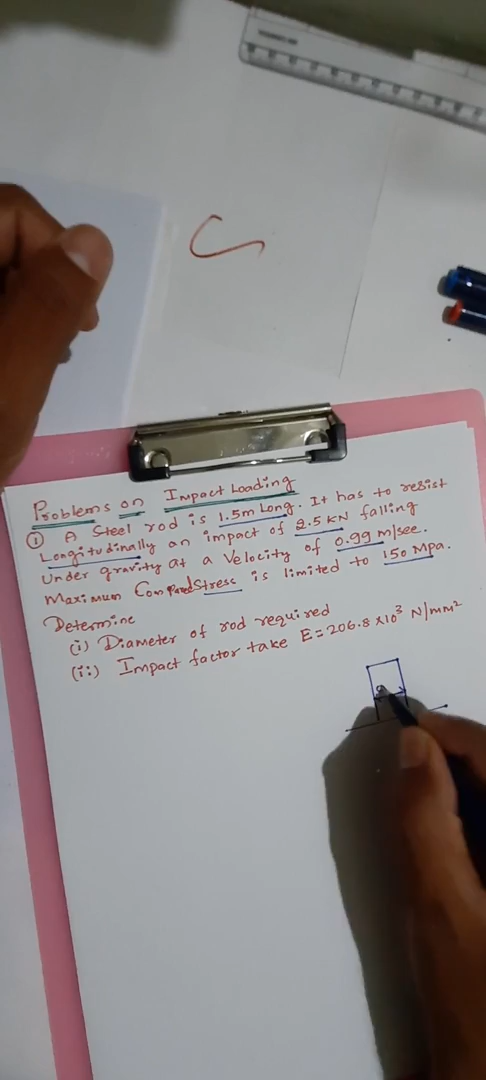 Problems on Impact Loading
① A Steel rod is 1.5m Long. It has to resist
Longitudinally an impact of 2.5 kN falling
Under gravity at a Velocity of 0.99 m/sec.
Maximum Stress is limited to 150 Mpa.
Determine
(i) Diameter of rod required
(ii) Impact factor take E=206.8×10³ N/mm²